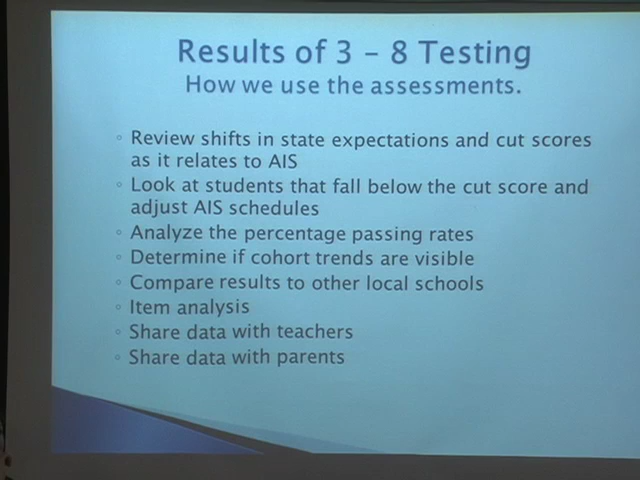 Results of 3 – 8 Testing
How we use the assessments.
◦ Review shifts in state expectations and cut scores
as it relates to AIS
◦ Look at students that fall below the cut score and
adjust AIS schedules
◦ Analyze the percentage passing rates
◦ Determine if cohort trends are visible
◦ Compare results to other local schools
◦ Item analysis
◦ Share data with teachers
◦ Share data with parents